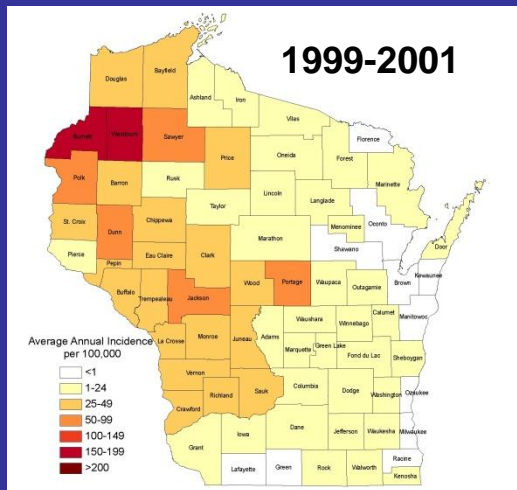 1999-2001
Douglas
Bayfield
Ashland
Iron
Vilas
Florence
Burnett
Washburn
Sawyer
Price
Oneida
Forest
Marinette
Polk
Barron
Rusk
Lincoln
Langlade
Taylor
Oconto
Menominee
Door
St. Croix
Dunn
Chippewa
Marathon
Shawano
Pierce
Pepin
Eau Claire
Clark
Kewaunee
Buffalo
Trempealeau
Jackson
Wood
Portage
Waupaca
Outagamie
Brown
Manitowoc
Calumet
Waushara
Winnebago
La Crosse
Monroe
Juneau
Adams
Marquette
Green Lake
Fond du Lac
Sheboygan
Vernon
Crawford
Richland
Sauk
Columbia
Dodge
Washington
Ozaukee
Grant
Iowa
Dane
Jefferson
Waukesha
Milwaukee
Lafayette
Green
Rock
Walworth
Racine
Kenosha
Average Annual Incidence
per 100,000
<1
1-24
25-49
50-99
100-149
150-199
>200